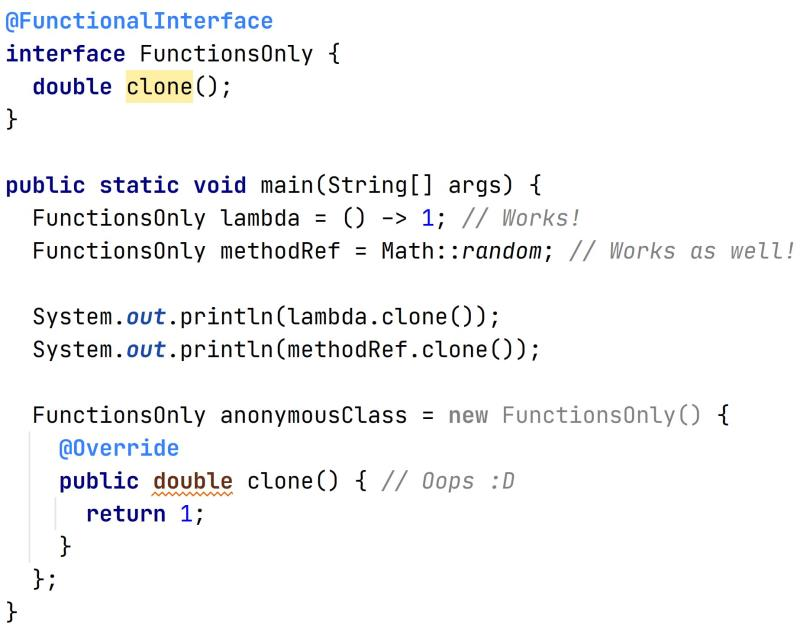 @FunctionalInterface
interface FunctionsOnly {
  double clone();
}

public static void main(String[] args) {
  FunctionsOnly lambda = () -> 1; // Works!
  FunctionsOnly methodRef = Math::random; // Works as well!

  System.out.println(lambda.clone());
  System.out.println(methodRef.clone());

  FunctionsOnly anonymousClass = new FunctionsOnly() {
    @Override
    public double clone() { // Oops :D
      return 1;
    }
  };
}